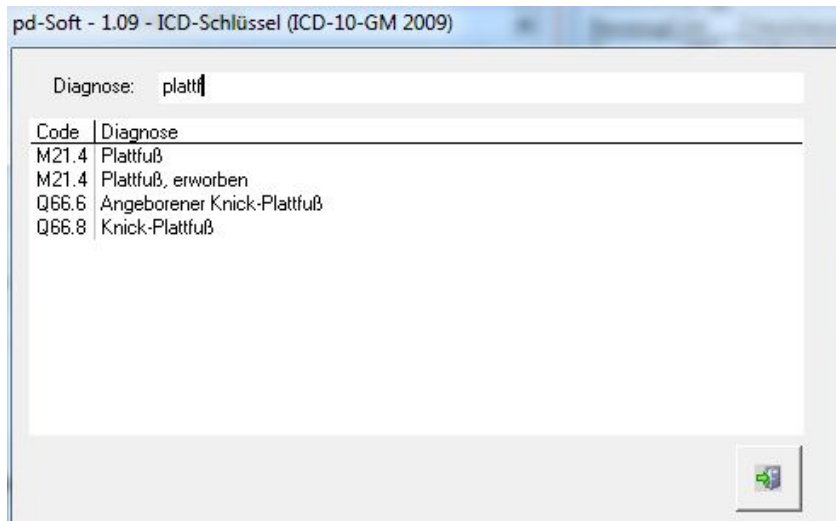 pd-Soft - 1.09 - ICD-Schlüssel (ICD-10-GM 2009)
Diagnose: plattf
Code Diagnose
M21.4 Plattfuß
M21.4 Plattfuß, erworben
Q66.6 Angeborener Knick-Plattfuß
Q66.8 Knick-Plattfuß